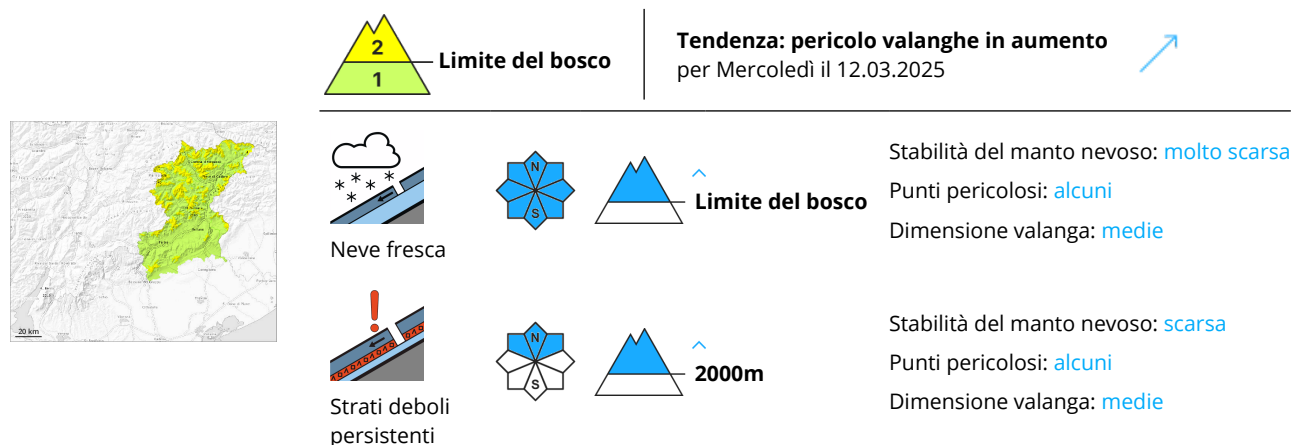 2
1
Limite del bosco
Tendenza: pericolo valanghe in aumento
per Mercoledì il 12.03.2025
20 km
Neve fresca
N
S
Limite del bosco
Stabilità del manto nevoso: molto scarsa
Punti pericolosi: alcuni
Dimensione valanga: medie
Strati deboli
persistenti
N
S
2000m
Stabilità del manto nevoso: scarsa
Punti pericolosi: alcuni
Dimensione valanga: medie